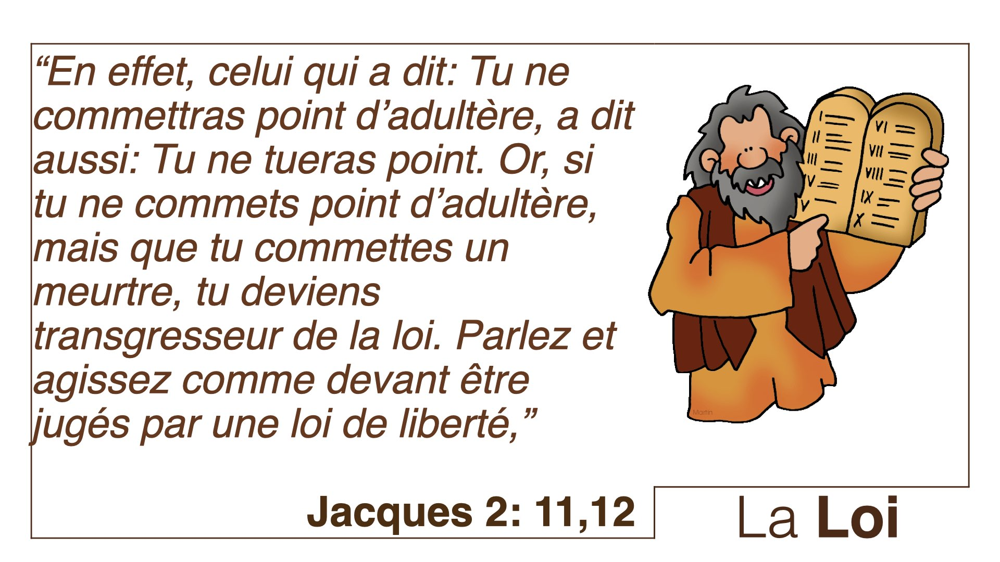 “En effet, celui qui a dit: Tu ne
commettras point d’adultère, a dit
aussi: Tu ne tueras point. Or, si
tu ne commets point d’adultère,
mais que tu commettes un
meurtre, tu deviens
transgresseur de la loi. Parlez et
agissez comme devant être
jugés par une loi de liberté,”
Jacques 2: 11,12
I
II
III
IV
V
VI
VII
VIII
IX
X
Martin
La Loi